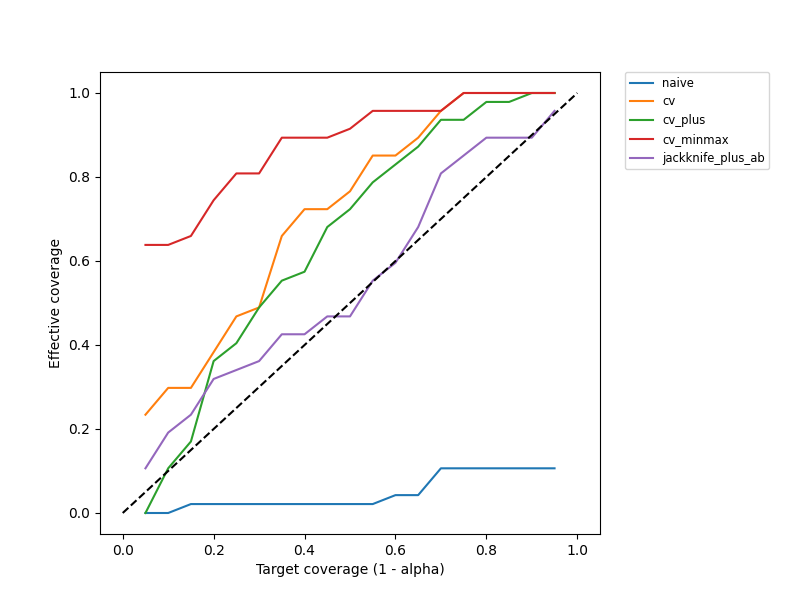 naive
cv
cv_plus
cv_minmax
jackknife_plus_ab
Effective coverage
1.0
0.8
0.6
0.4
0.2
0.0
0.0 0.2 0.4 0.6 0.8 1.0
Target coverage (1 - alpha)